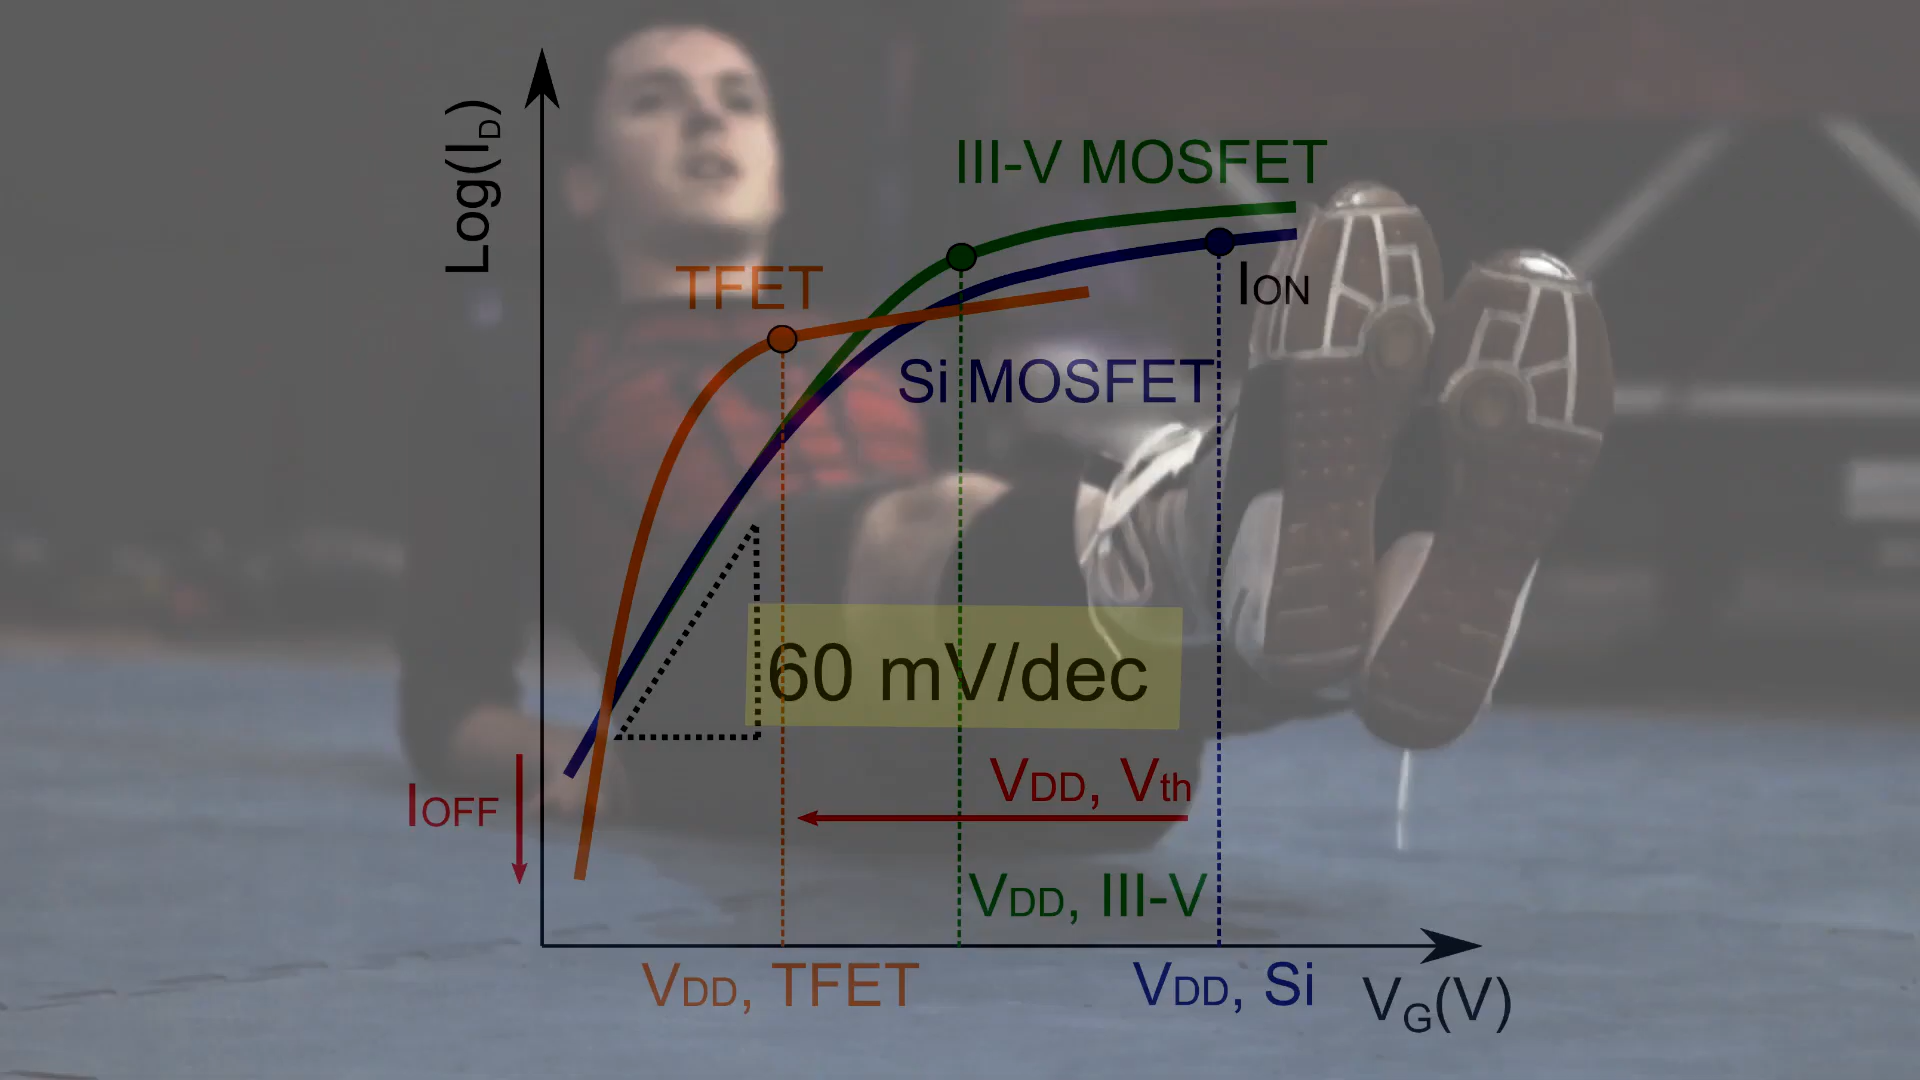 Log(ID)
III-V MOSFET
TFET
ION
Si MOSFET
60 mV/dec
VDD, Vth
IOFF
VDD, III-V
VDD, TFET
VDD, Si
VG(V)